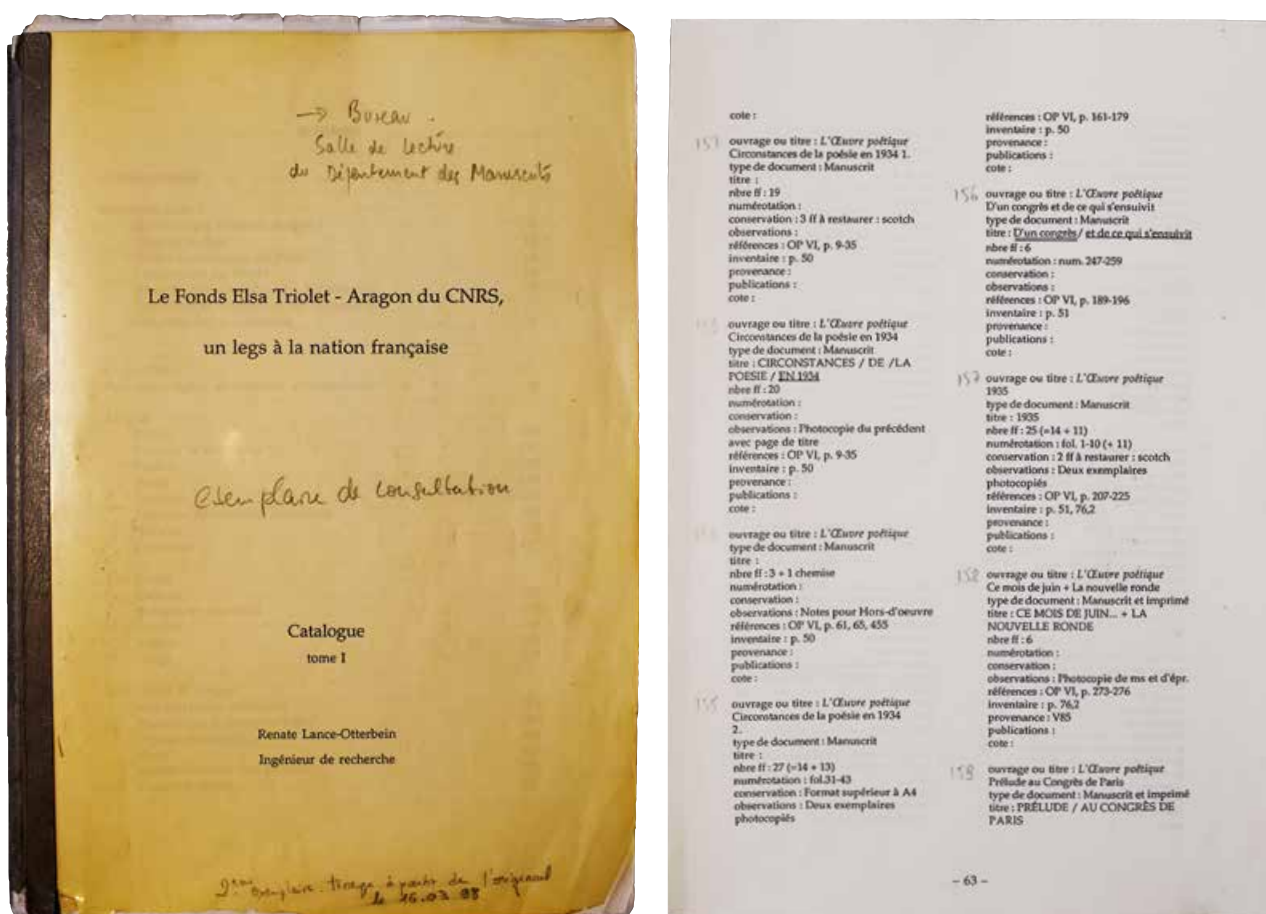 → Bureau.
Salle de lecture
du Département des Manuscrits
Le Fonds Elsa Triolet - Aragon du CNRS,
un legs à la nation française
exemplaire de consultation
Catalogue
tome I
Renate Lance-Otterbein
Ingénieur de recherche
2ème exemplaire tirage à partir de l'original
le 16.03
cote :
ouvrage ou titre : L'Œuvre poétique
Circonstances de la poésie en 1934 1.
type de document : Manuscrit
titre :
nbre ff : 19
numérotation :
conservation : 3 ff à restaurer : scotch
observations :
références : OP VI, p. 9-35
inventaire : p. 50
provenance :
publications :
cote :
ouvrage ou titre : L'Œuvre poétique
Circonstances de la poésie en 1934
type de document : Manuscrit
titre : CIRCONSTANCES / DE /LA
POESIE / EN 1934
nbre ff : 20
numérotation :
conservation :
observations : Photocopie du précédent
avec page de titre
références : OP VI, p. 9-35
inventaire : p. 50
provenance :
publications :
cote :
ouvrage ou titre : L'Œuvre poétique
type de document : Manuscrit
titre :
nbre ff : 3 + 1 chemise
numérotation :
conservation :
observations : Notes pour Hors-d'oeuvre
références : OP VI, p. 61, 65, 455
inventaire : p. 50
provenance :
publications :
cote :
155 ouvrage ou titre : L'Œuvre poétique
Circonstances de la poésie en 1934
2.
type de document : Manuscrit
titre :
nbre ff : 27 (=14 + 13)
numérotation : fol.31-43
conservation : Format supérieur à A4
observations : Deux exemplaires
photocopiés
références : OP VI, p. 161-179
inventaire : p. 50
provenance :
publications :
cote :
156 ouvrage ou titre : L'Œuvre poétique
D'un congrès et de ce qui s'ensuivit
type de document : Manuscrit
titre : D'un congrès/ et de ce qui s'ensuivit
nbre ff : 6
numérotation : num. 247-259
conservation :
observations :
références : OP VI, p. 189-196
inventaire : p. 51
provenance :
publications :
cote :
157 ouvrage ou titre : L'Œuvre poétique
1935
type de document : Manuscrit
titre : 1935
nbre ff : 25 (=14 + 11)
numérotation : fol. 1-10 (+ 11)
conservation : 2 ff à restaurer : scotch
observations : Deux exemplaires
photocopiés
références : OP VI, p. 207-225
inventaire : p. 51, 76,2
provenance :
publications :
cote :
158 ouvrage ou titre : L'Œuvre poétique
Ce mois de juin + La nouvelle ronde
type de document : Manuscrit et imprimé
titre : CE MOIS DE JUIN... + LA
NOUVELLE RONDE
nbre ff : 6
numérotation :
conservation :
observations : Photocopie de ms et d'épr.
références : OP VI, p. 273-276
inventaire : p. 76,2
provenance : V85
publications :
cote :
ouvrage ou titre : L'Œuvre poétique
Prélude au Congrès de Paris
type de document : Manuscrit et imprimé
titre : PRÉLUDE / AU CONGRÈS DE
PARIS
– 63 –